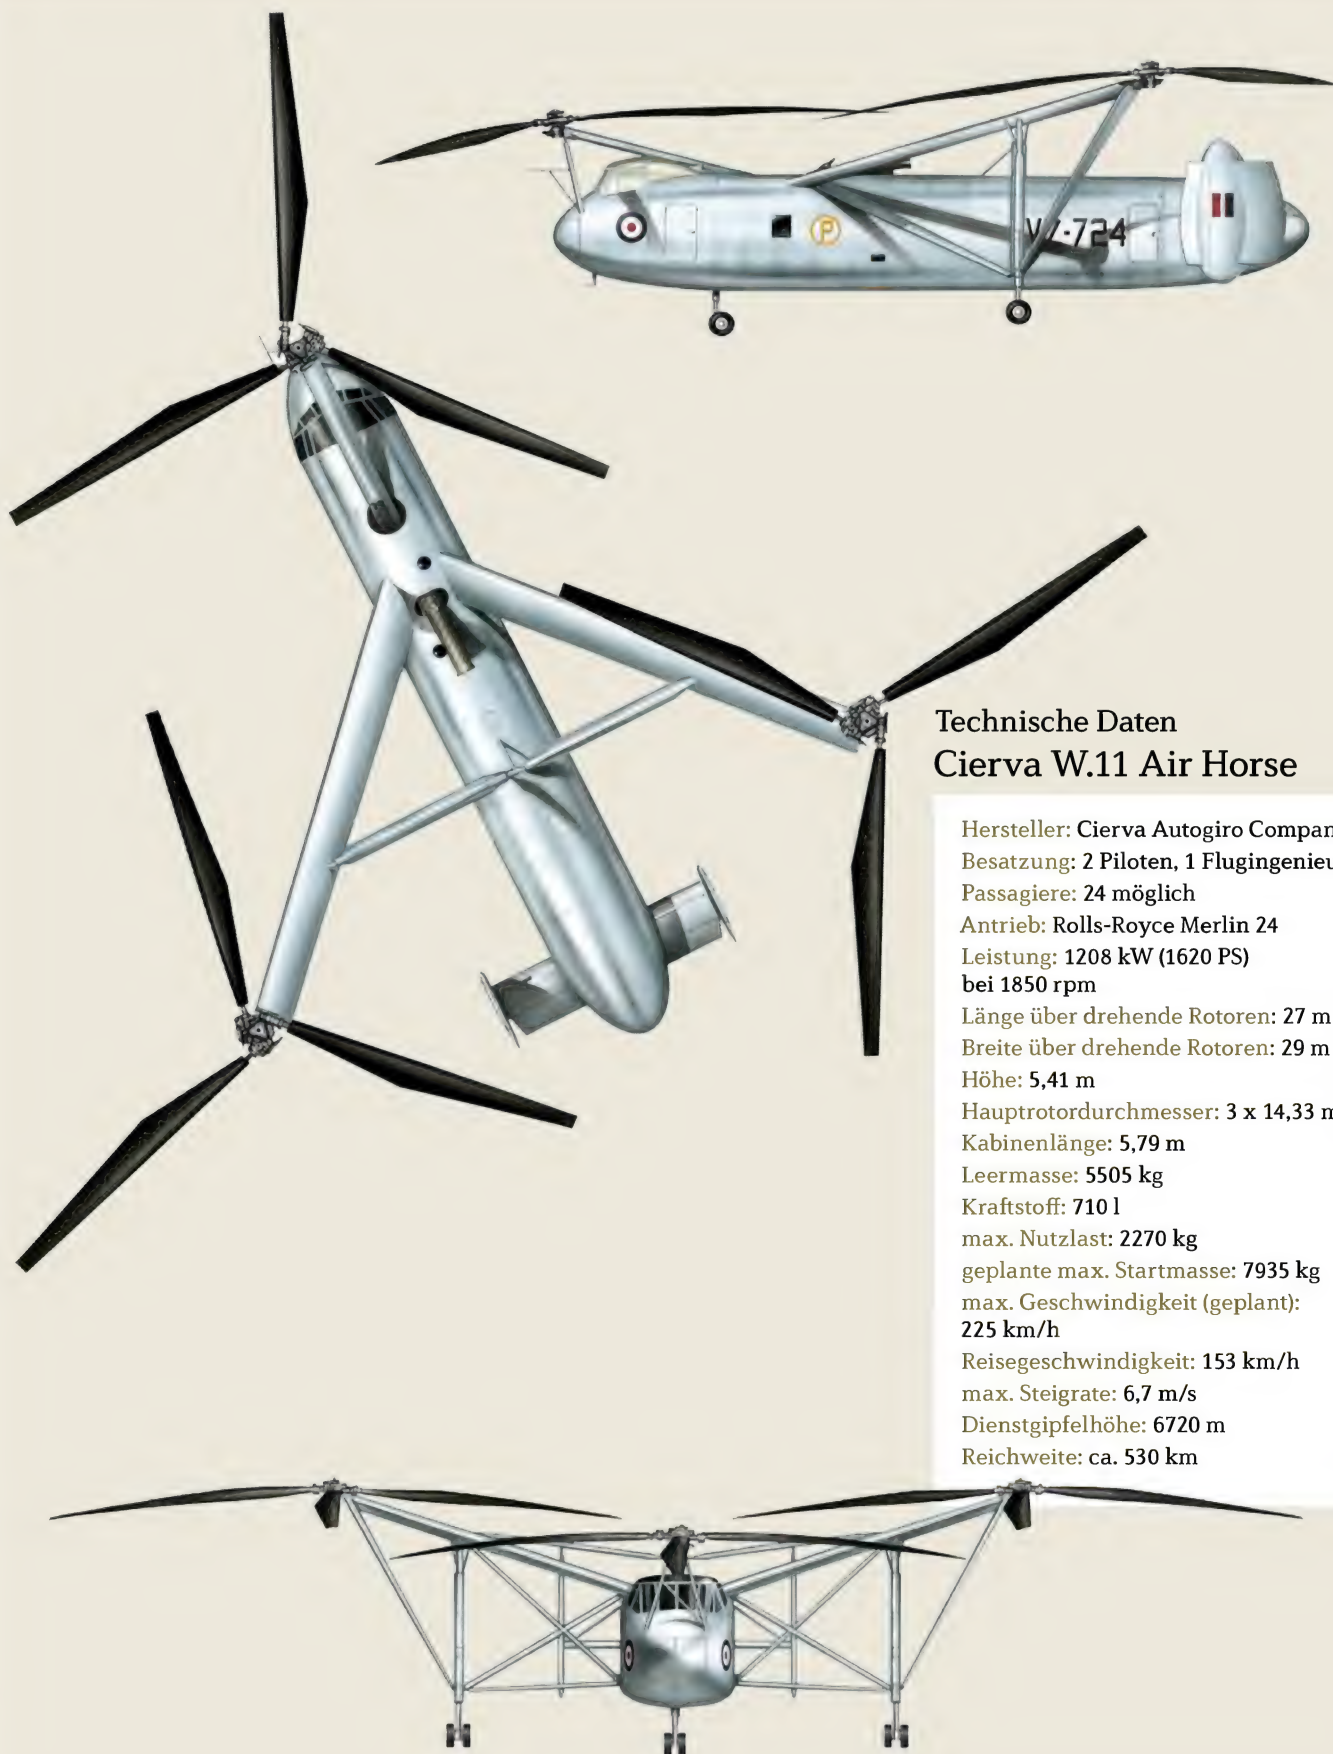 P
VZ-724
Technische Daten
Cierva W.11 Air Horse
Hersteller: Cierva Autogiro Compan
Besatzung: 2 Piloten, 1 Flugingenieu
Passagiere: 24 möglich
Antrieb: Rolls-Royce Merlin 24
Leistung: 1208 kW (1620 PS)
bei 1850 rpm
Länge über drehende Rotoren: 27 m
Breite über drehende Rotoren: 29 m
Höhe: 5,41 m
Hauptrotordurchmesser: 3 x 14,33 m
Kabinenlänge: 5,79 m
Leermasse: 5505 kg
Kraftstoff: 710 l
max. Nutzlast: 2270 kg
geplante max. Startmasse: 7935 kg
max. Geschwindigkeit (geplant):
225 km/h
Reisegeschwindigkeit: 153 km/h
max. Steigrate: 6,7 m/s
Dienstgipfelhöhe: 6720 m
Reichweite: ca. 530 km